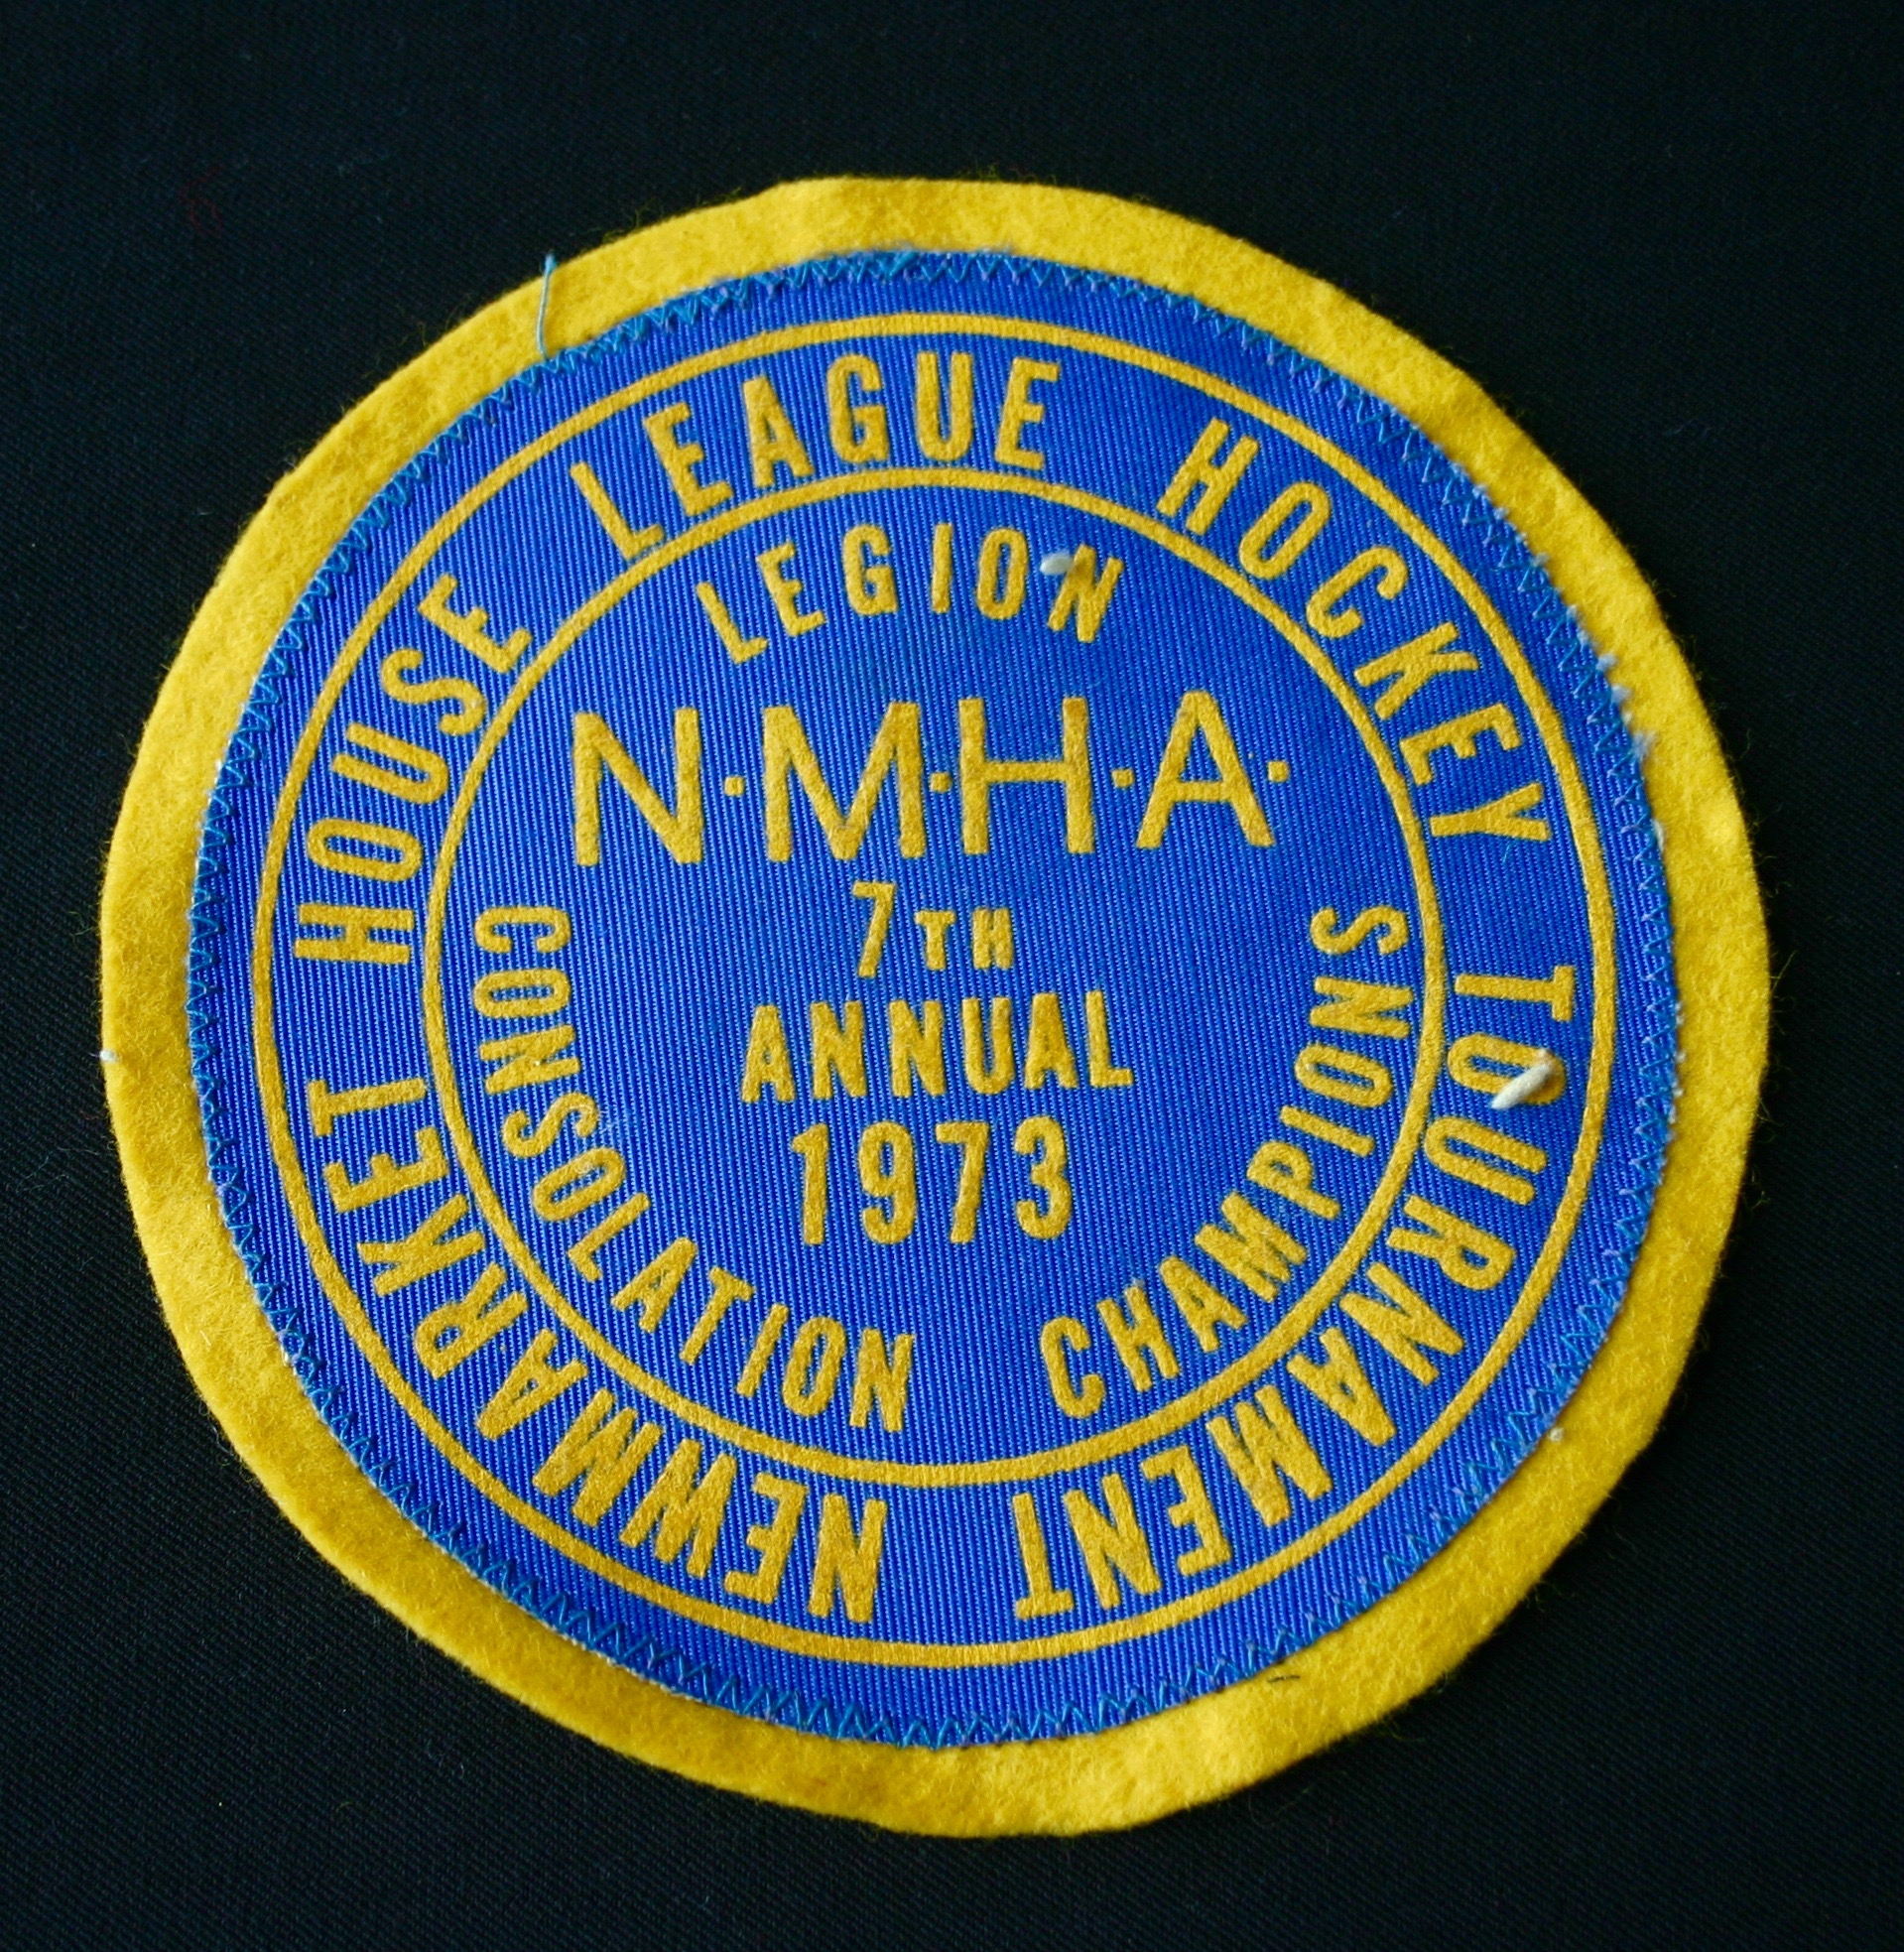 NEWMARKET HOUSE LEAGUE HOCKEY TOURNAMENT
LEGION
N·M·H·A·
7TH
ANNUAL
1973
CONSOLATION CHAMPIONS